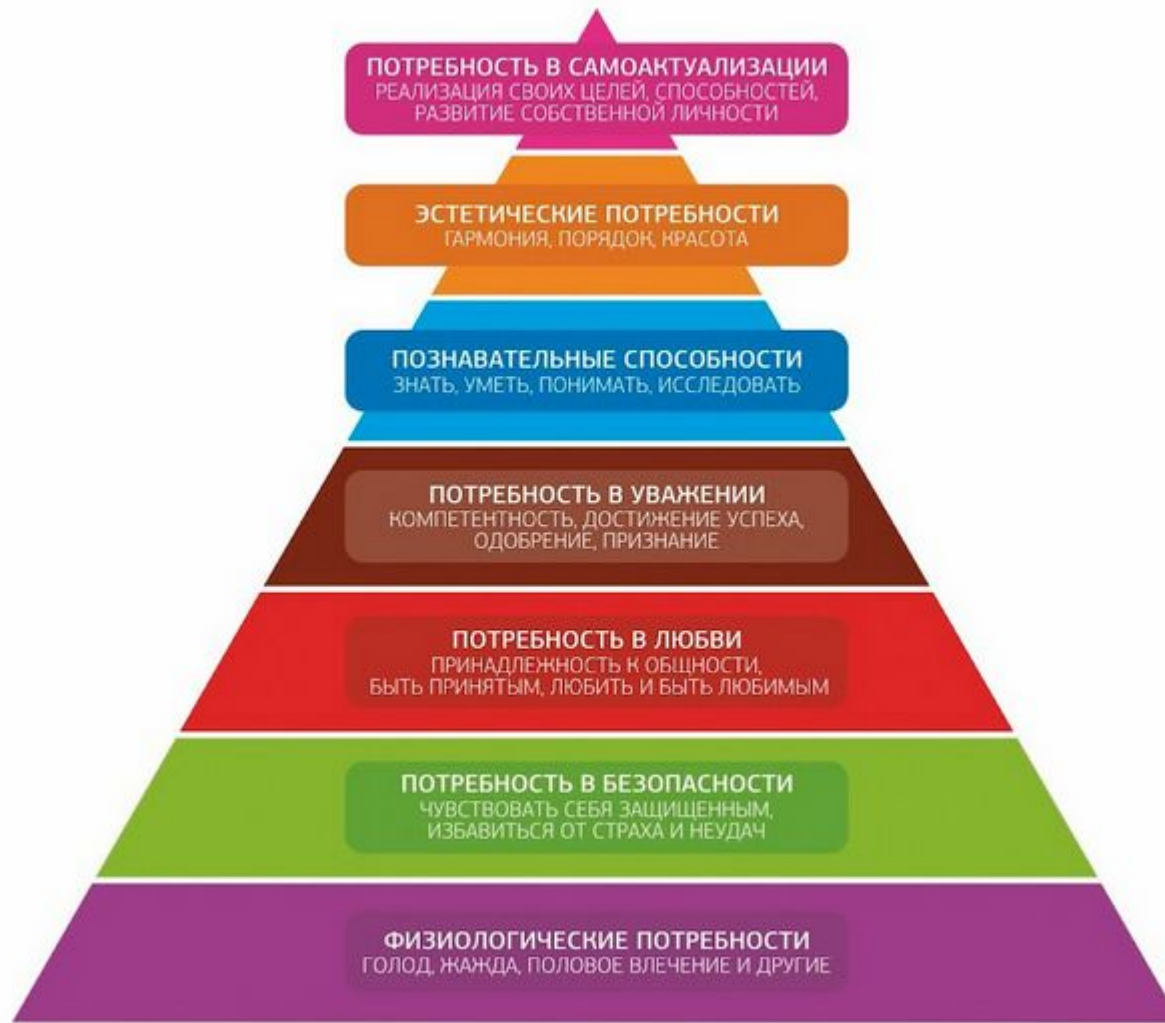 ПОТРЕБНОСТЬ В САМОАКТУАЛИЗАЦИИ
РЕАЛИЗАЦИЯ СВОИХ ЦЕЛЕЙ, СПОСОБНОСТЕЙ,
РАЗВИТИЕ СОБСТВЕННОЙ ЛИЧНОСТИ
ЭСТЕТИЧЕСКИЕ ПОТРЕБНОСТИ
ГАРМОНИЯ, ПОРЯДОК, КРАСОТА
ПОЗНАВАТЕЛЬНЫЕ СПОСОБНОСТИ
ЗНАТЬ, УМЕТЬ, ПОНИМАТЬ, ИССЛЕДОВАТЬ
ПОТРЕБНОСТЬ В УВАЖЕНИИ
КОМПЕТЕНТНОСТЬ, ДОСТИЖЕНИЕ УСПЕХА,
ОДОБРЕНИЕ, ПРИЗНАНИЕ
ПОТРЕБНОСТЬ В ЛЮБВИ
ПРИНАДЛЕЖНОСТЬ К ОБЩНОСТИ,
БЫТЬ ПРИНЯТЫМ, ЛЮБИТЬ И БЫТЬ ЛЮБИМЫМ
ПОТРЕБНОСТЬ В БЕЗОПАСНОСТИ
ЧУВСТВОВАТЬ СЕБЯ ЗАЩИЩЕННЫМ,
ИЗБАВИТЬСЯ ОТ СТРАХА И НЕУДАЧ
ФИЗИОЛОГИЧЕСКИЕ ПОТРЕБНОСТИ
ГОЛОД, ЖАЖДА, ПОЛОВОЕ ВЛЕЧЕНИЕ И ДРУГИЕ